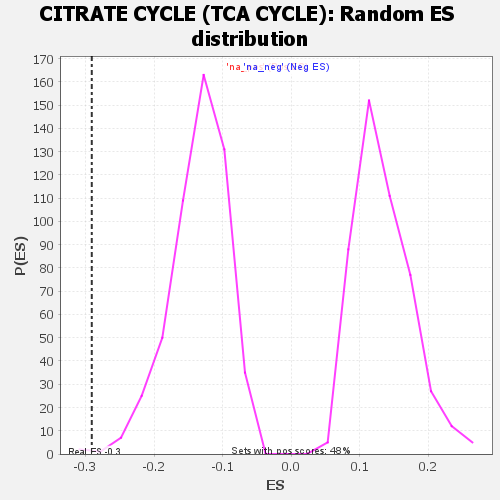 CITRATE CYCLE (TCA CYCLE): Random ES
distribution
'na_'na_neg' (Neg ES)
170
160
150
140
130
120
110
100
90
80
70
60
50
40
30
20
10
0
P(ES)
Real ES -0.3
Sets with pos scores: 48%
-0.3 -0.2 -0.1 0.0 0.1 0.2
ES